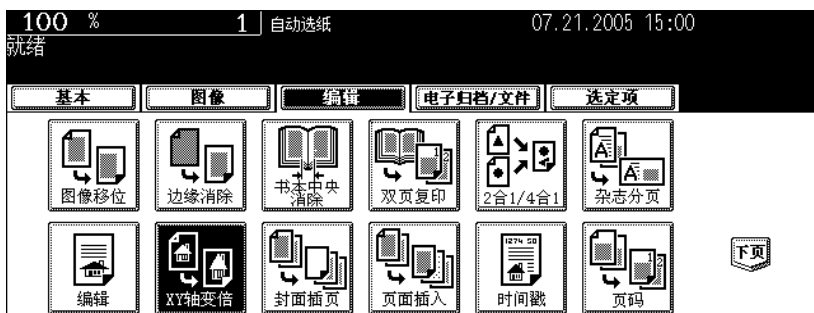 100 % 1 自动选纸 07.21.2005 15:00
就绪
基本 图像 编辑 电子归档/文件 选定项
图像移位 边缘消除 书本中央消除 双页复印 2合1/4合1 杂志分页
下页
编辑 XY轴变倍 封面插页 页面插入 时间戳 页码